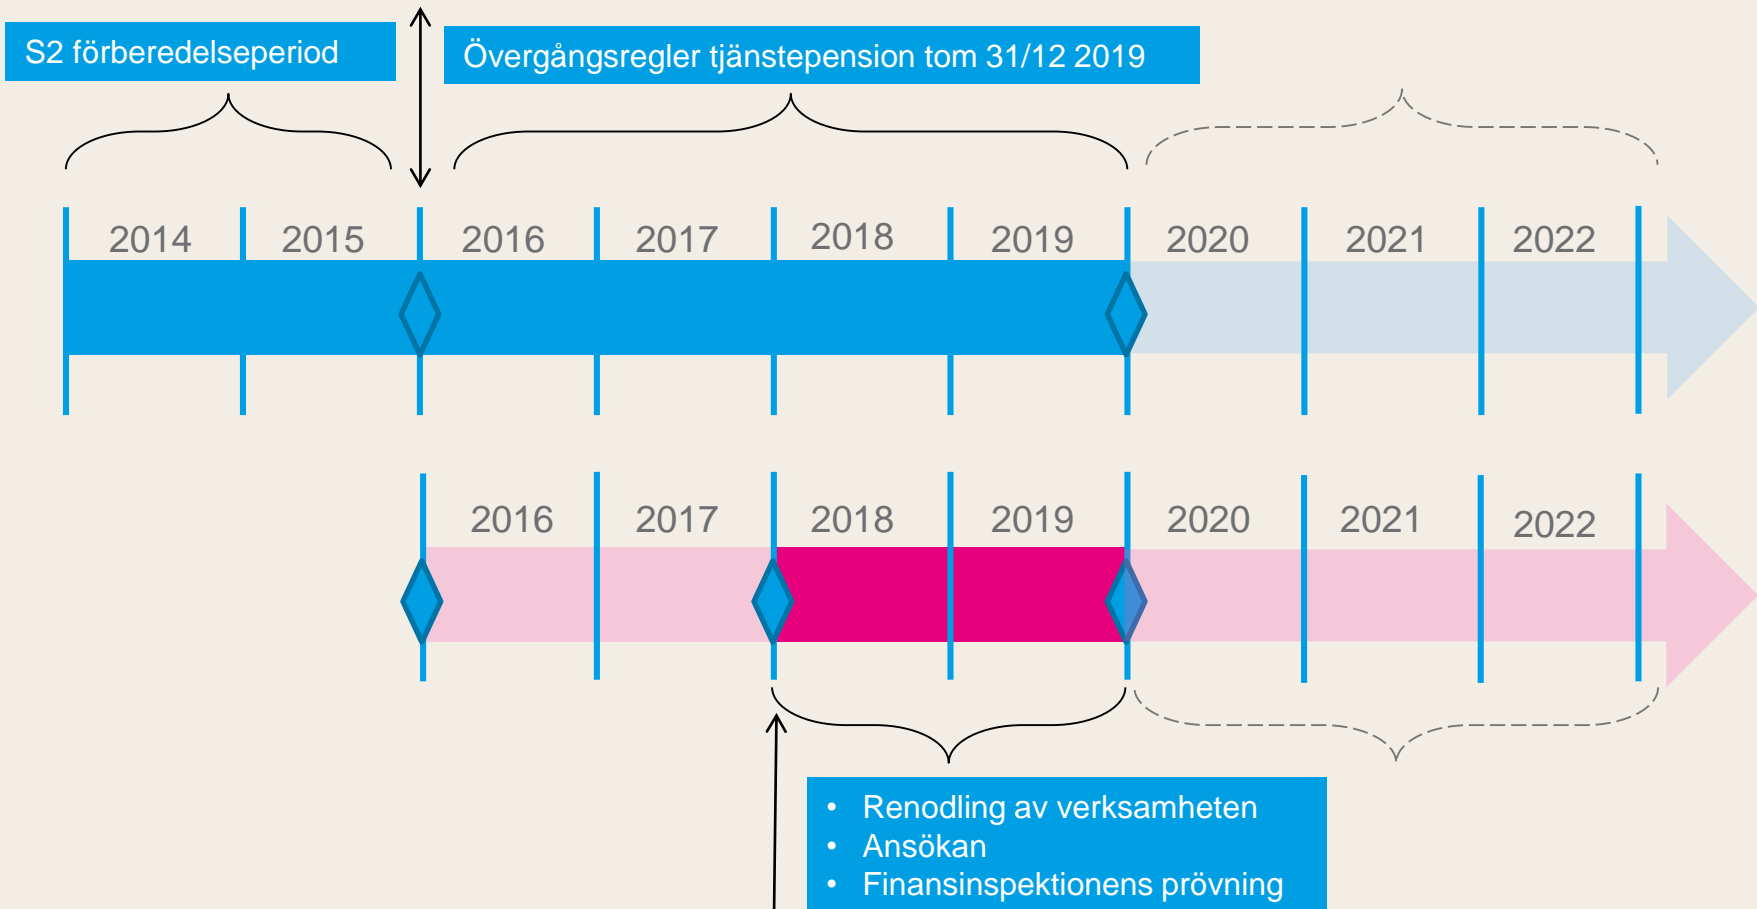 S2 förberedelseperiod
Övergångsregler tjänstepension tom 31/12 2019
2014 2015 2016 2017 2018 2019 2020 2021 2022
2016 2017 2018 2019 2020 2021 2022
• Renodling av verksamheten
• Ansökan
• Finansinspektionens prövning